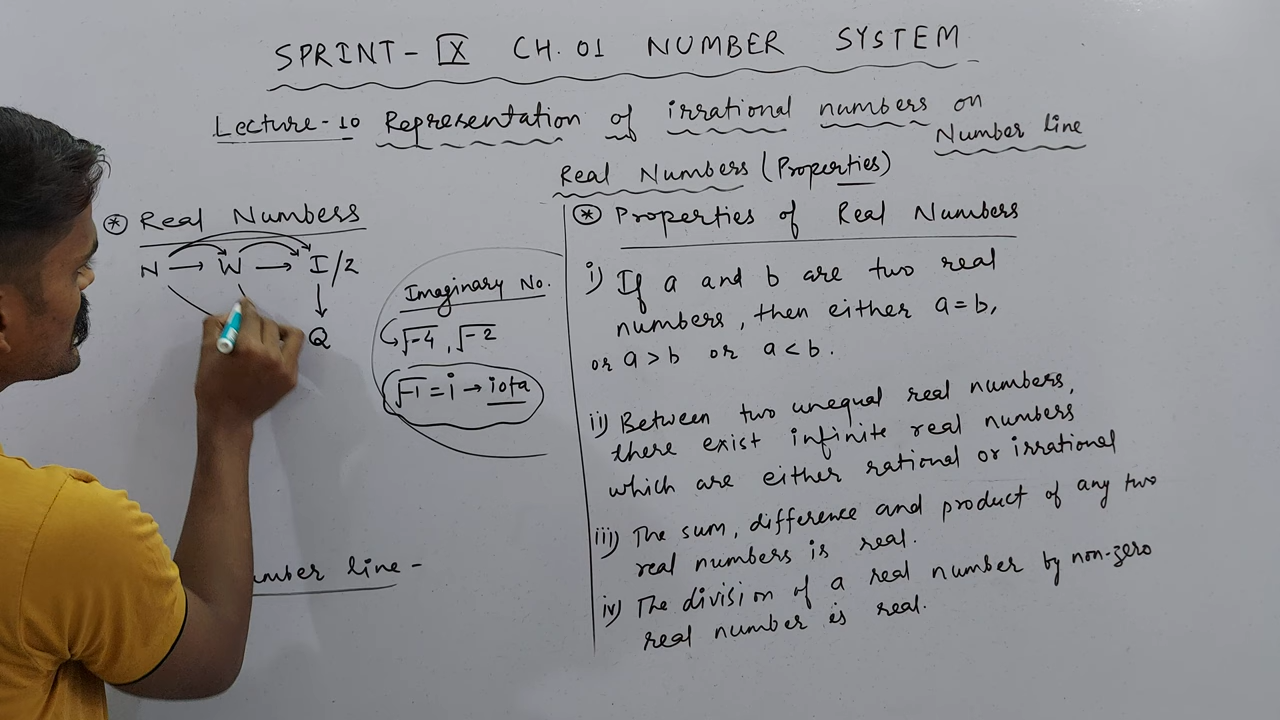 SPRINT-IX CH.01 NUMBER SYSTEM
Lecture-10 Representation of irrational numbers on
Number line
Real Numbers (Properties)
* Real Numbers
N → W → I/Z
Q
Imaginary No.
√-4, √-2
√-1 = i → iota
line -
* Properties of Real Numbers
i) If a and b are two real
numbers, then either a=b,
or a>b or a<b.
ii) Between two unequal real numbers,
there exist infinite real numbers
which are either rational or irrational
iii) The sum, difference and product of any two
real numbers is real.
iv) The division of a real number by non-zero
real number is real.